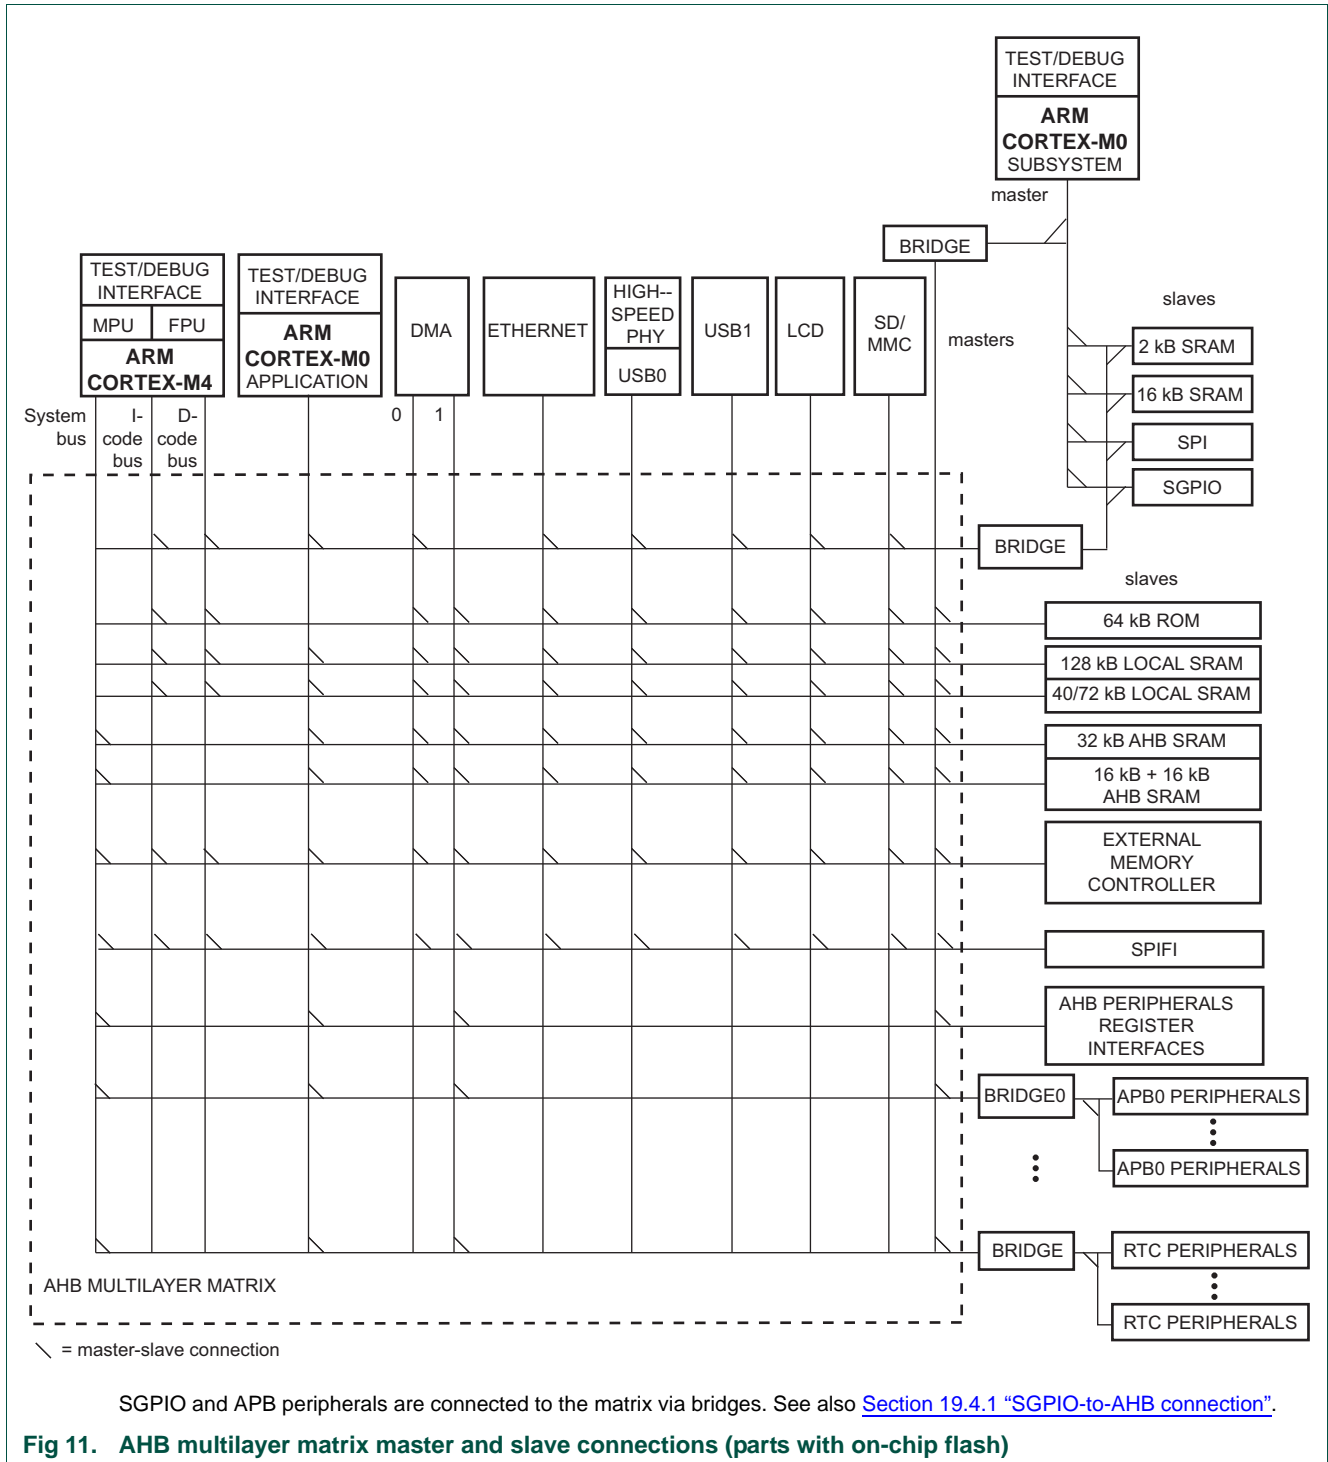 TEST/DEBUG
INTERFACE
ARM
CORTEX-M0
SUBSYSTEM
master
BRIDGE
TEST/DEBUG
INTERFACE
MPU
FPU
ARM
CORTEX-M4
TEST/DEBUG
INTERFACE
ARM
CORTEX-M0
APPLICATION
DMA
ETHERNET
HIGH--
SPEED
PHY
USB0
USB1
LCD
SD/
MMC
masters
slaves
2 kB SRAM
16 kB SRAM
SPI
SGPIO
System
bus
I-
code
bus
D-
code
bus
0
1
BRIDGE
slaves
64 kB ROM
128 kB LOCAL SRAM
40/72 kB LOCAL SRAM
32 kB AHB SRAM
16 kB + 16 kB
AHB SRAM
EXTERNAL
MEMORY
CONTROLLER
SPIFI
AHB PERIPHERALS
REGISTER
INTERFACES
BRIDGE0
APB0 PERIPHERALS
APB0 PERIPHERALS
BRIDGE
RTC PERIPHERALS
RTC PERIPHERALS
AHB MULTILAYER MATRIX
= master-slave connection
SGPIO and APB peripherals are connected to the matrix via bridges. See also Section 19.4.1 “SGPIO-to-AHB connection”.
Fig 11. AHB multilayer matrix master and slave connections (parts with on-chip flash)